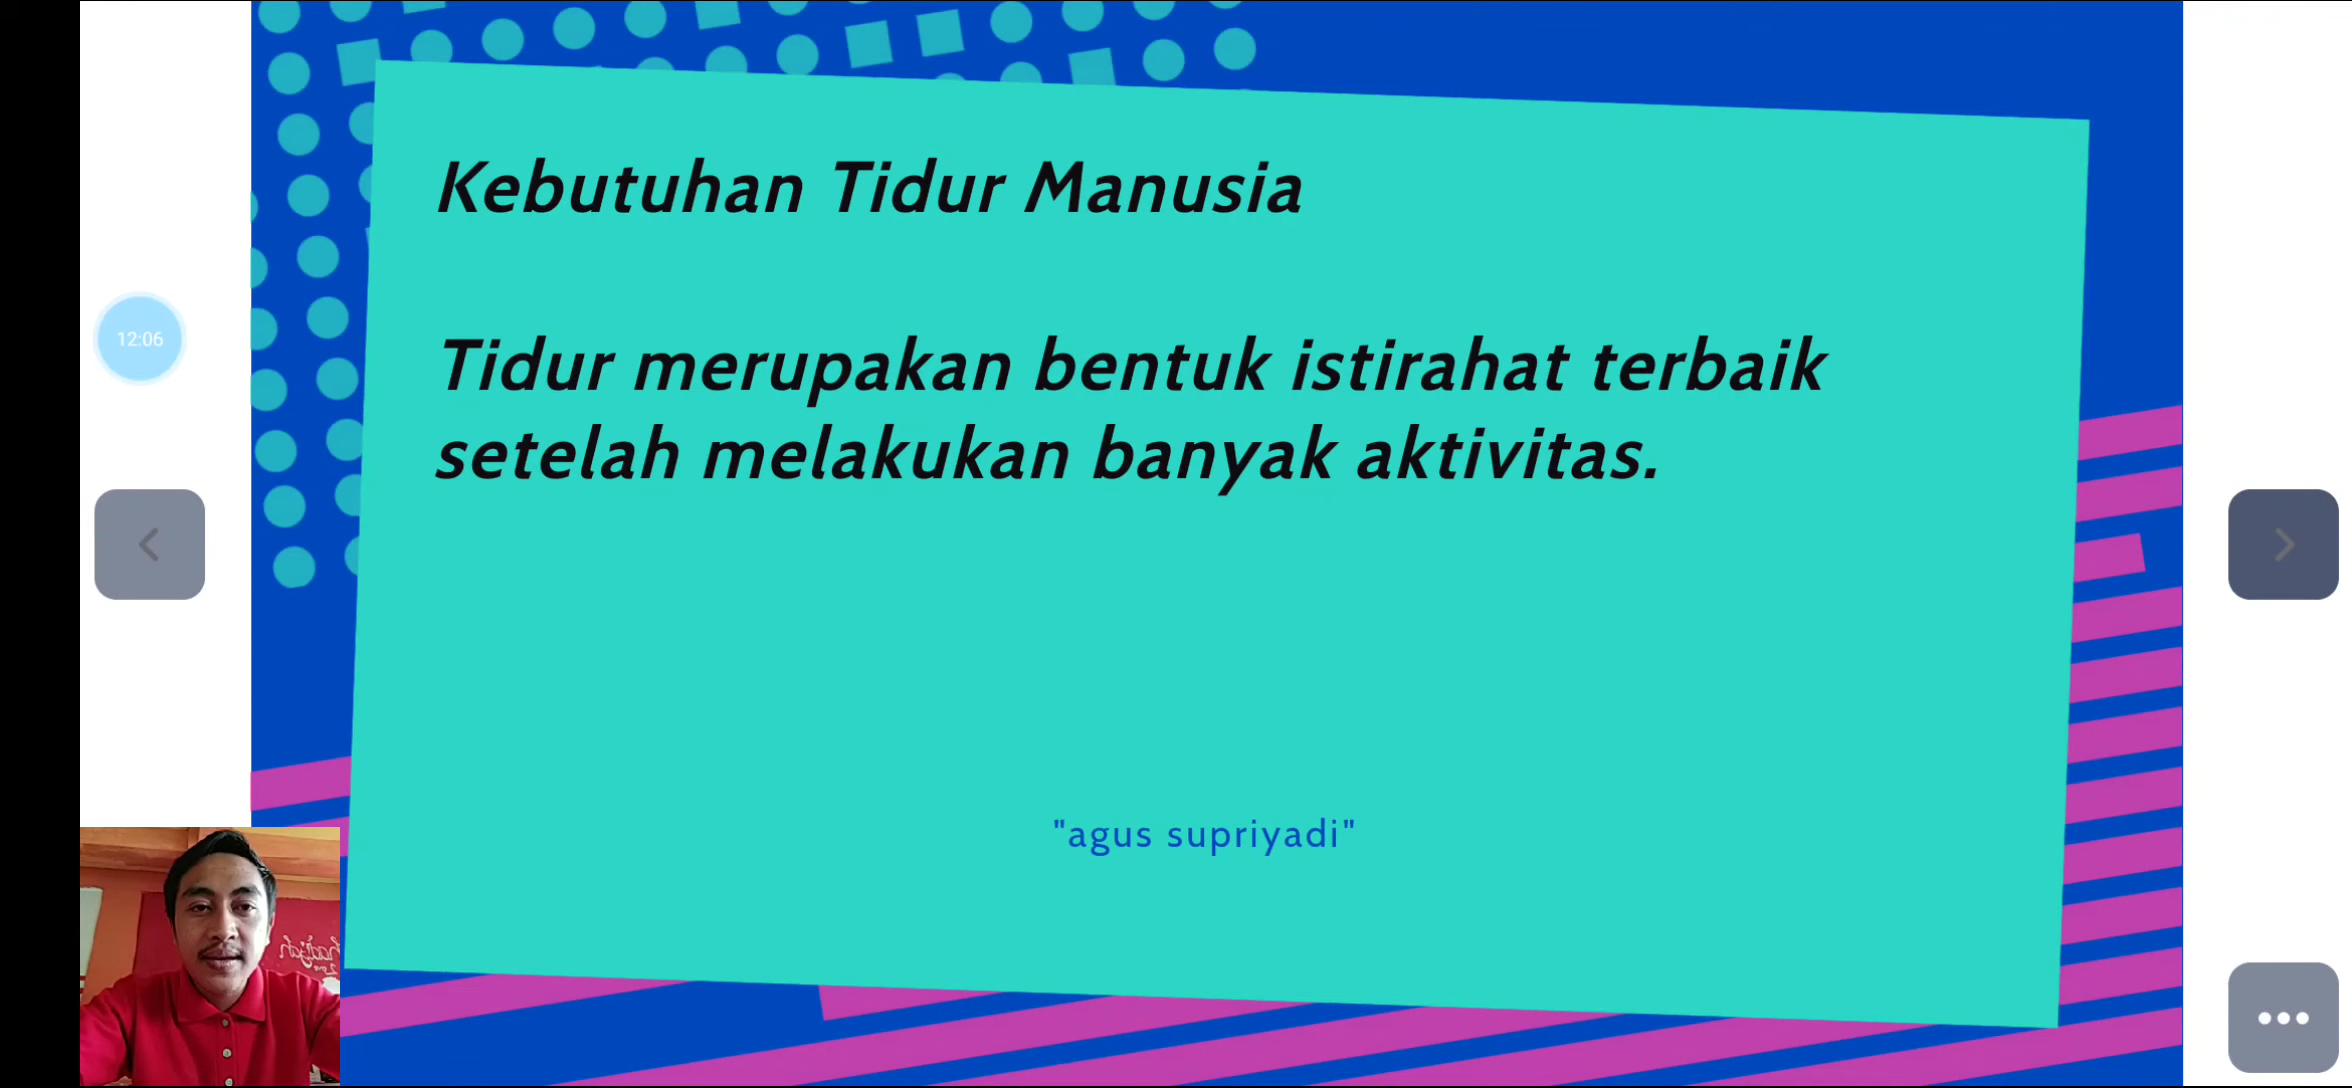 Kebutuhan Tidur Manusia
Tidur merupakan bentuk istirahat terbaik
setelah melakukan banyak aktivitas.
12:06
"agus supriyadi"